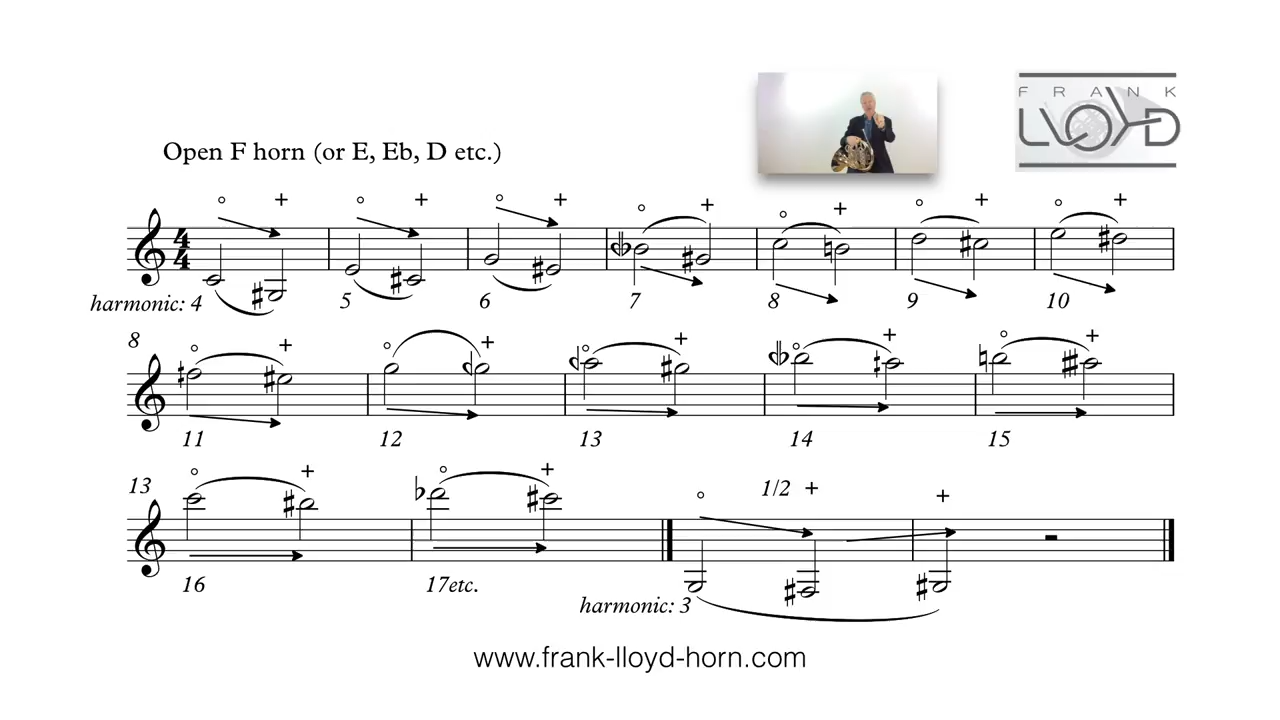 FRANK
LLOYD
Open F horn (or E, Eb, D etc.)
harmonic: 4 5 6 7 8 9 10
8
11 12 13 14 15
13
1/2
16 17etc.
harmonic: 3
www.frank-lloyd-horn.com